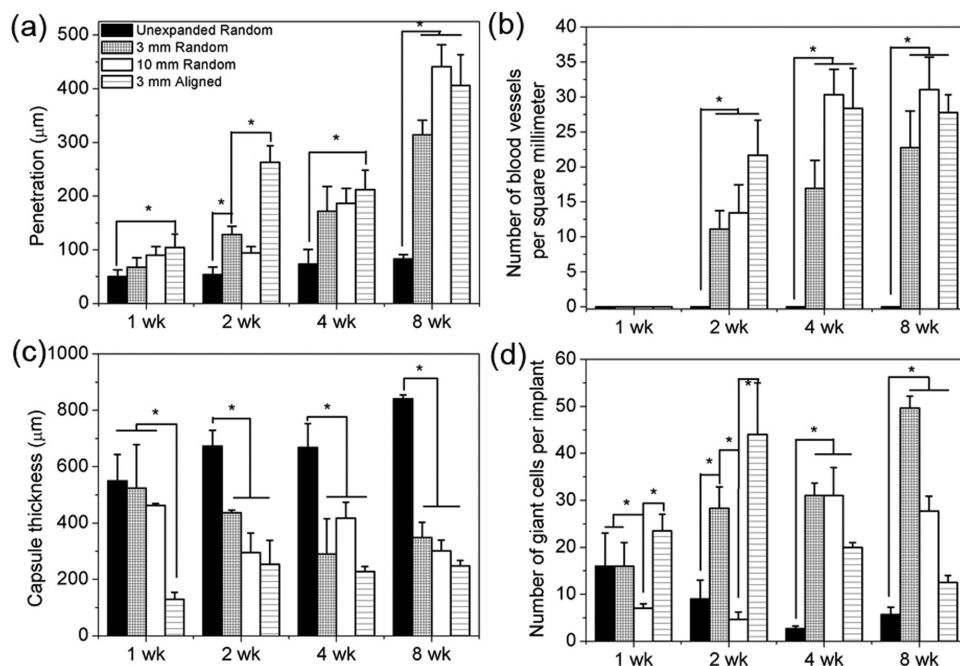 (a)
Unexpanded Random
3 mm Random
10 mm Random
3 mm Aligned
Penetration (μm)
500
400
300
200
100
0
*
*
*
*
*
1 wk
2 wk
4 wk
8 wk
(b)
Number of blood vessels
per square millimeter
40
35
30
25
20
15
10
5
0
*
*
*
1 wk
2 wk
4 wk
8 wk
(c)
Capsule thickness (μm)
1000
800
600
400
200
0
*
*
*
*
1 wk
2 wk
4 wk
8 wk
(d)
Number of giant cells per implant
60
50
40
30
20
10
0
*
*
*
*
*
*
*
1 wk
2 wk
4 wk
8 wk